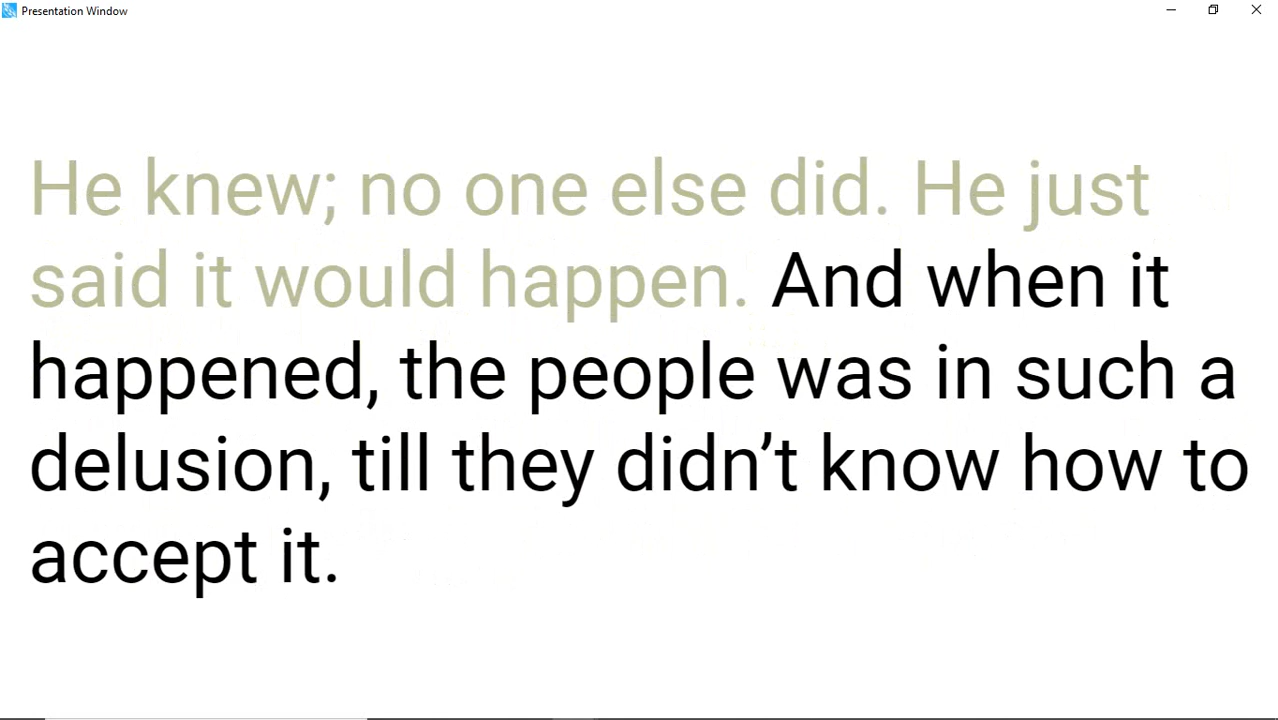 Presentation Window
He knew; no one else did. He just
said it would happen. And when it
happened, the people was in such a
delusion, till they didn’t know how to
accept it.